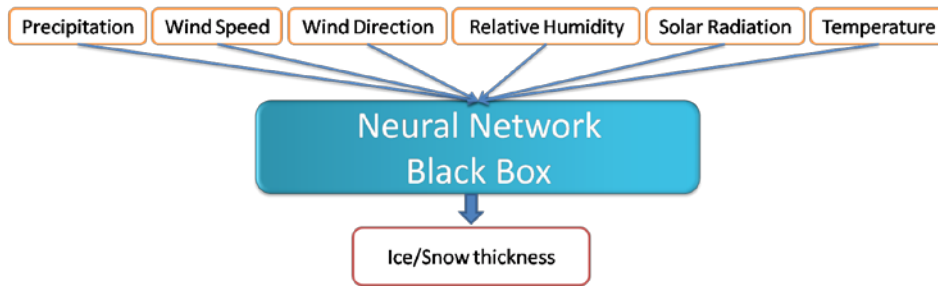 Precipitation
Wind Speed
Wind Direction
Relative Humidity
Solar Radiation
Temperature
Neural Network
Black Box
Ice/Snow thickness